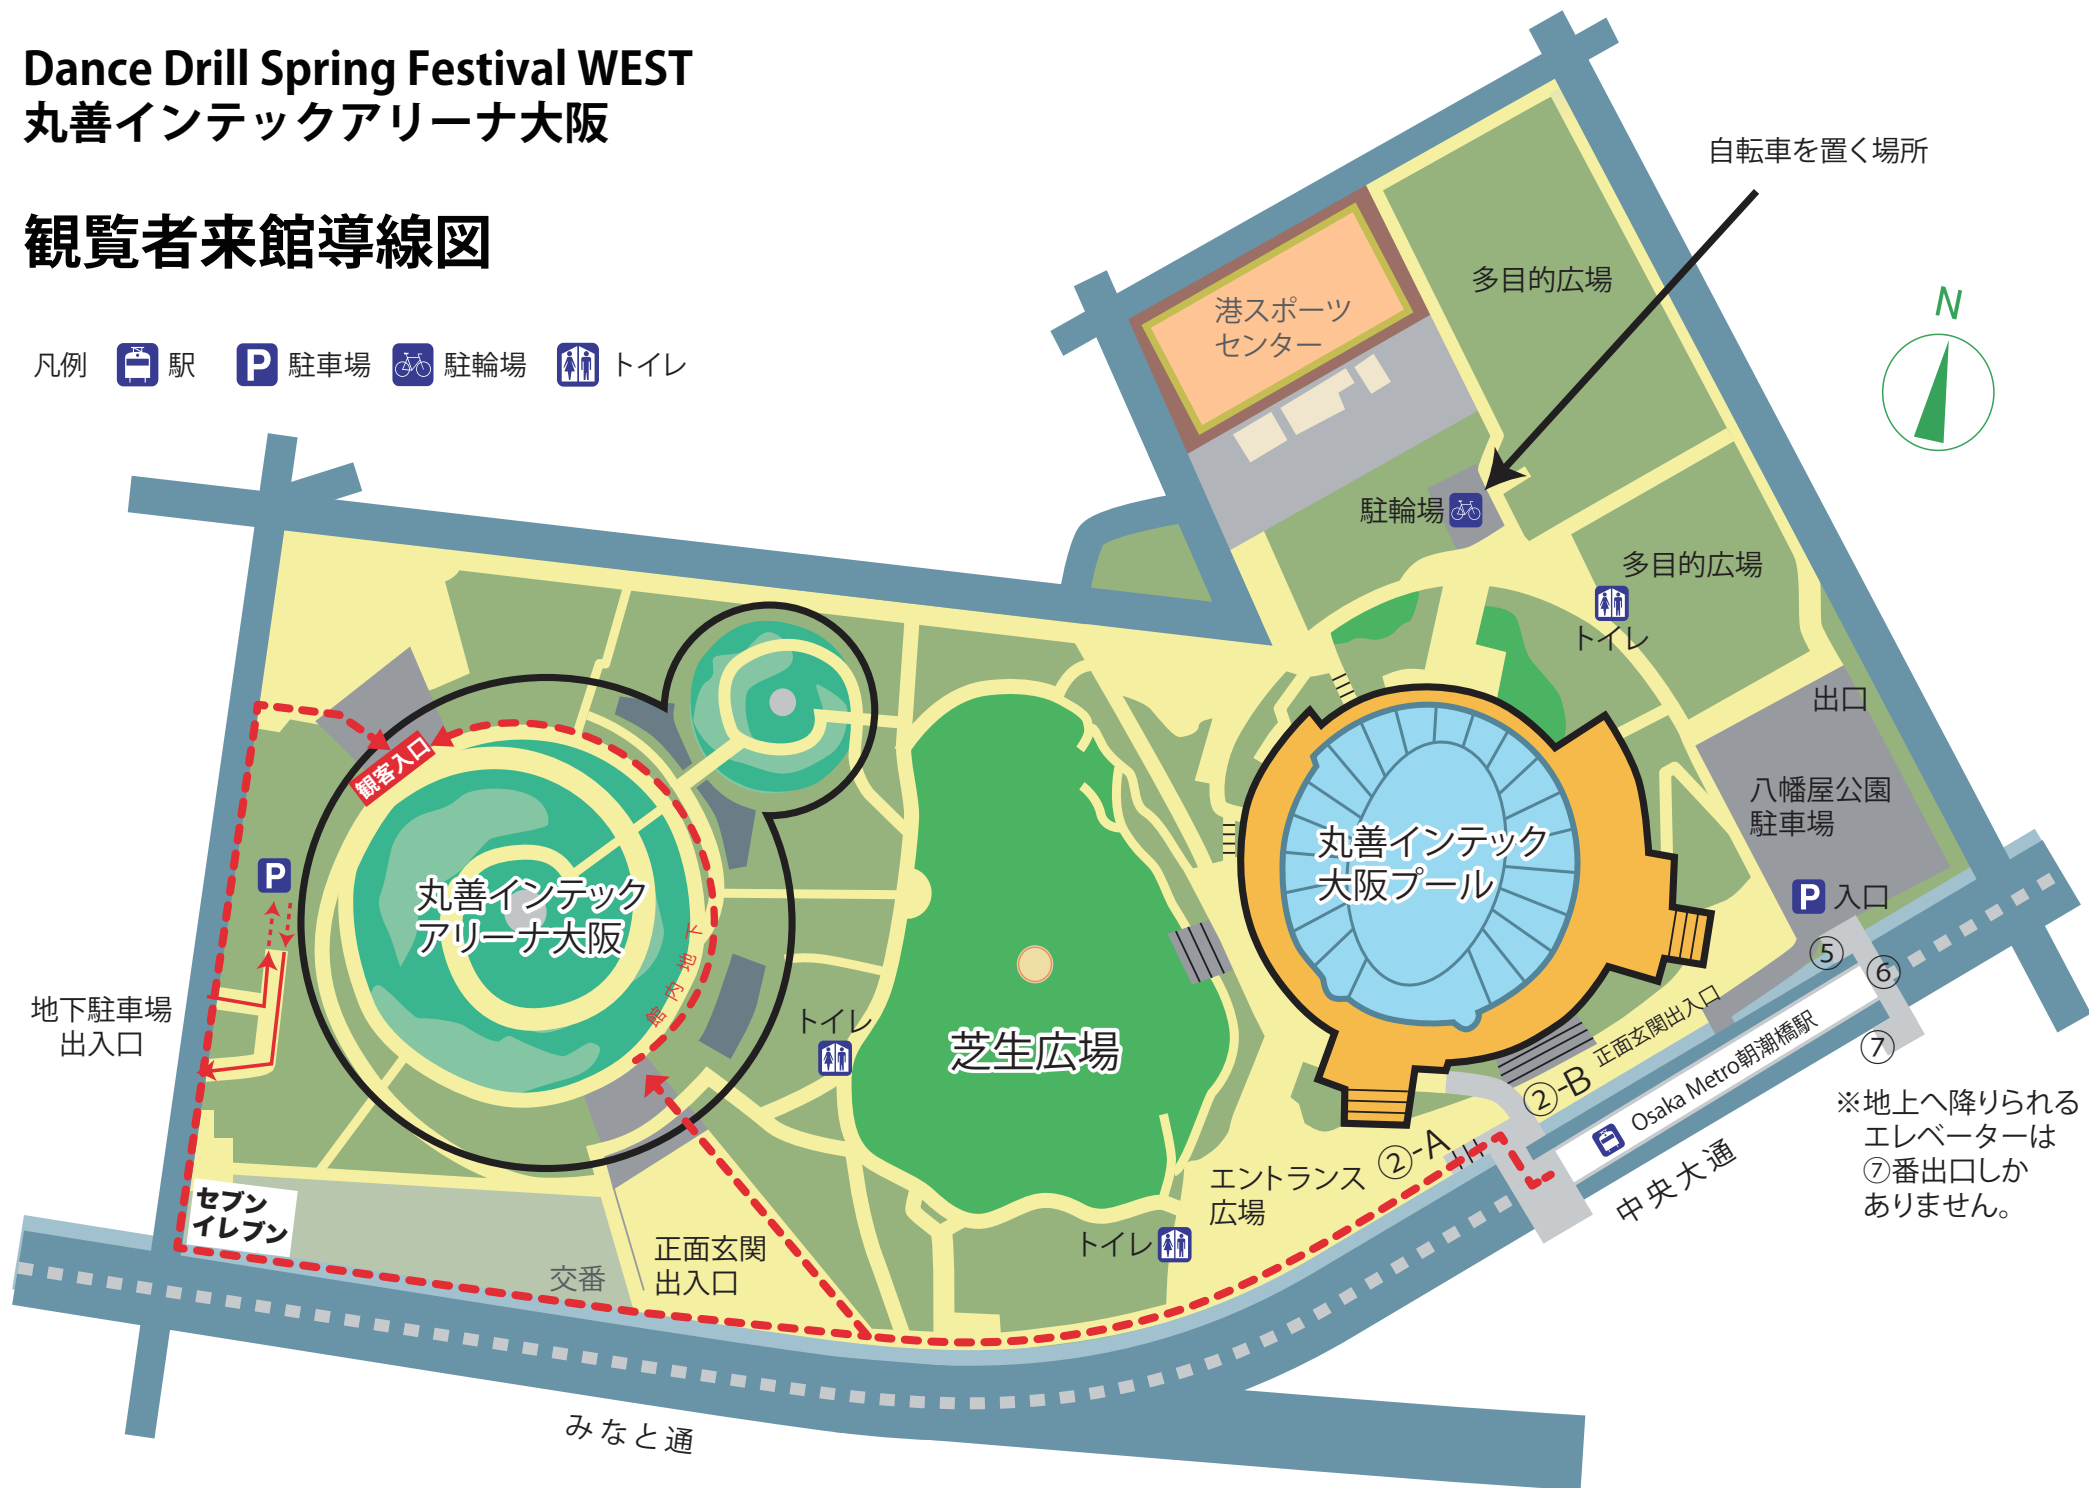 Dance Drill Spring Festival WEST
丸善インテックアリーナ大阪
観覧者来館導線図
凡例
駅
P
駐車場
駐輪場
トイレ
自転車を置く場所
多目的広場
港スポーツ
センター
N
駐輪場
多目的広場
トイレ
出口
八幡屋公園
駐車場
P
入口
⑤
⑥
⑦
※地上へ降りられる
エレベーターは
⑦番出口しか
ありません。
観客入口
P
丸善インテック
アリーナ大阪
館内地下
丸善インテック
大阪プール
地下駐車場
出入口
トイレ
芝生広場
正面玄関出入口
②-B
Osaka Metro朝潮橋駅
②-A
中央大通
エントランス
広場
トイレ
セブン
イレブン
正面玄関
出入口
交番
みなと通